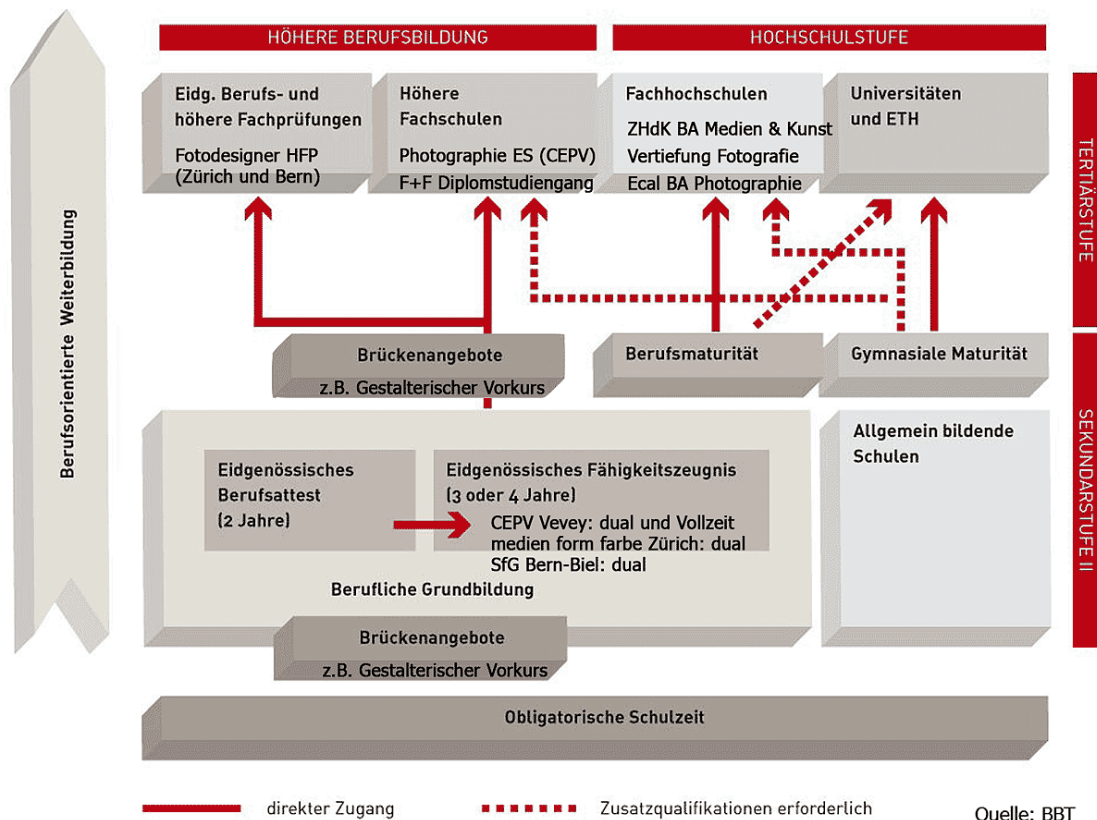 HÖHERE BERUFSBILDUNG
HOCHSCHULSTUFE
Eidg. Berufs- und
höhere Fachprüfungen
Fotodesigner HFP
(Zürich und Bern)
Höhere
Fachschulen
Photographie ES (CEPV)
F+F Diplomstudiengang
Fachhochschulen
ZHdK BA Medien & Kunst
Vertiefung Fotografie
Ecal BA Photographie
Universitäten
und ETH
TERTIÄRSTUFE
Berufsorientierte Weiterbildung
Brückenangebote
z.B. Gestalterischer Vorkurs
Berufsmaturität
Gymnasiale Maturität
SEKUNDARSTUFE II
Eidgenössisches
Berufsattest
(2 Jahre)
Eidgenössisches Fähigkeitszeugnis
(3 oder 4 Jahre)
CEPV Vevey: dual und Vollzeit
medien form farbe Zürich: dual
SfG Bern-Biel: dual
Berufliche Grundbildung
Allgemein bildende
Schulen
Brückenangebote
z.B. Gestalterischer Vorkurs
Obligatorische Schulzeit
direkter Zugang
Zusatzqualifikationen erforderlich
Quelle: BBT